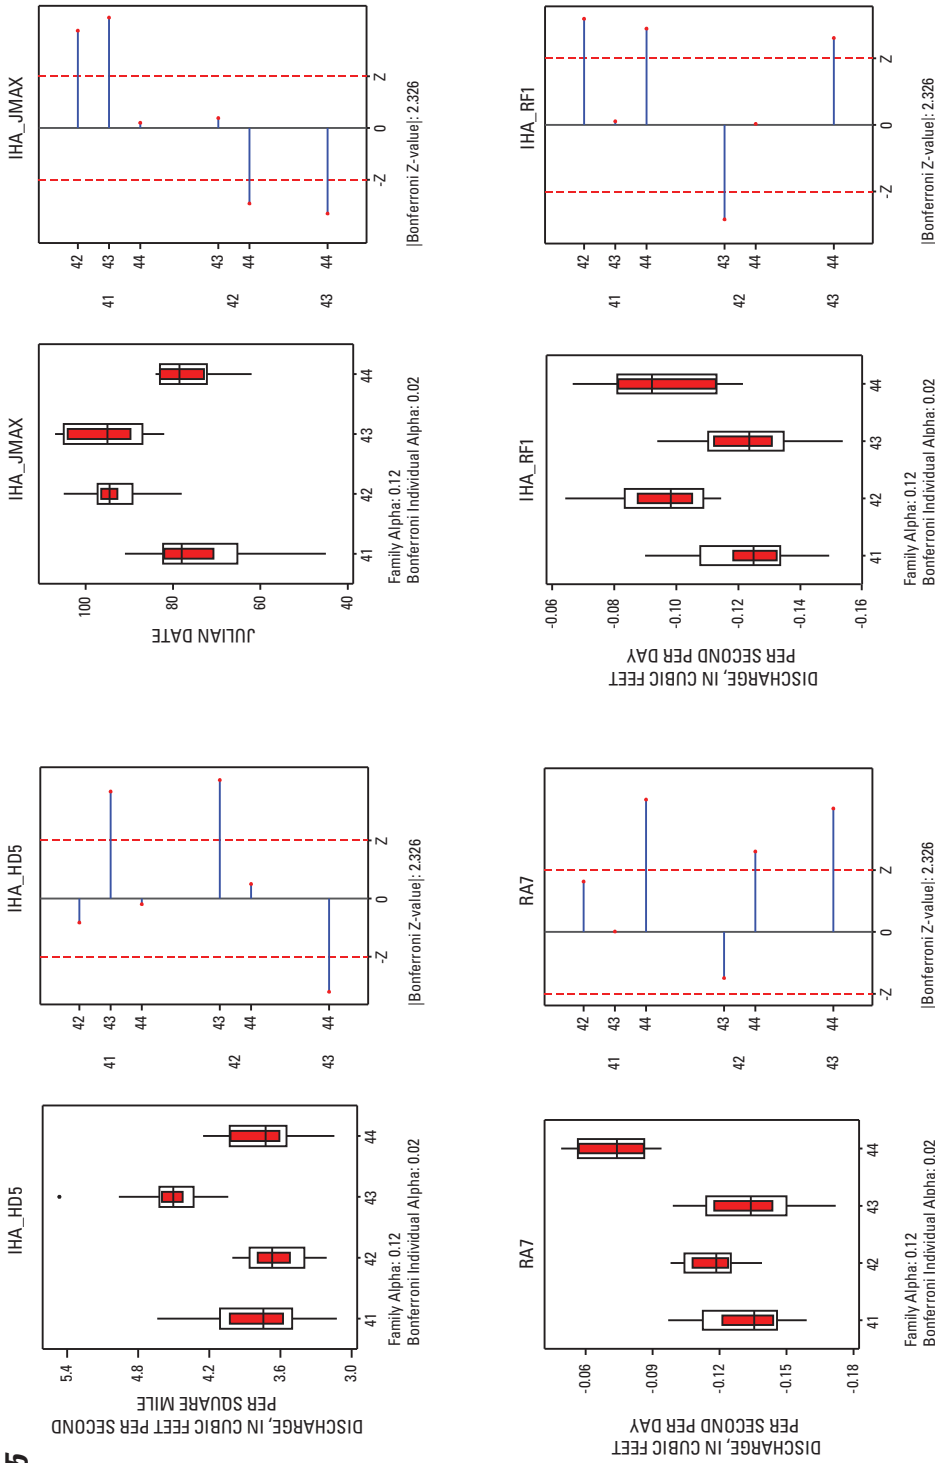 5
IHA_HD5
DISCHARGE, IN CUBIC FEET PER SECOND
PER SQUARE MILE
5.4
4.8
4.2
3.6
3.0
41
42
43
44
Family Alpha: 0.12
Bonferroni Individual Alpha: 0.02
IHA_HD5
41
42
43
44
42
43
44
43
44
-Z
0
Z
|Bonferroni Z-value|: 2.326
IHA_JMAX
JULIAN DATE
100
80
60
40
41
42
43
44
Family Alpha: 0.12
Bonferroni Individual Alpha: 0.02
IHA_JMAX
41
42
43
44
42
43
44
43
44
-Z
0
Z
|Bonferroni Z-value|: 2.326
RA7
DISCHARGE, IN CUBIC FEET
PER SECOND PER DAY
-0.06
-0.09
-0.12
-0.15
-0.18
41
42
43
44
Family Alpha: 0.12
Bonferroni Individual Alpha: 0.02
RA7
41
42
43
44
42
43
44
43
44
-Z
0
Z
|Bonferroni Z-value|: 2.326
IHA_RF1
DISCHARGE, IN CUBIC FEET
PER SECOND PER DAY
-0.06
-0.08
-0.10
-0.12
-0.14
-0.16
41
42
43
44
Family Alpha: 0.12
Bonferroni Individual Alpha: 0.02
IHA_RF1
41
42
43
44
42
43
44
43
44
-Z
0
Z
|Bonferroni Z-value|: 2.326